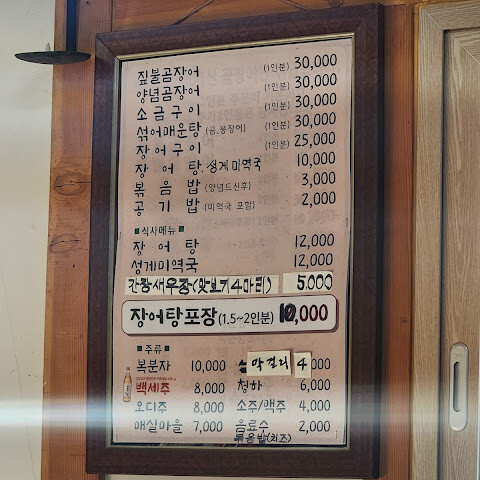 짚불곰장어 (1인분) 30,000
양념곰장어 30,000
소금구이 (1인분) 30,000
섞어매운탕 (곰,붕장어) 30,000
장어구이 (1인분) 25,000
장어탕.성게미역국 10,000
볶음밥 (양념드신후) 3,000
공기밥 (미역국 포함) 2,000
■식사메뉴■
장어탕 12,000
성게미역국 12,000
간장새우장(맛보기4마리) 5.000
장어탕포장 (1.5~2인분) 12,000
■주류■
복분자 10,000 막걸리 4,000
백세주 8,000 청하 6,000
오디주 8,000 소주/맥주 4,000
매실마을 7,000 음료수 2,000
볶음밥(치즈)